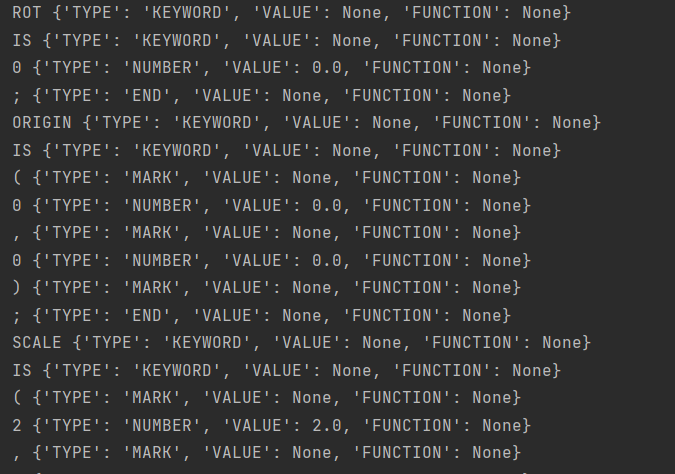 ROT {'TYPE': 'KEYWORD', 'VALUE': None, 'FUNCTION': None}
IS {'TYPE': 'KEYWORD', 'VALUE': None, 'FUNCTION': None}
0 {'TYPE': 'NUMBER', 'VALUE': 0.0, 'FUNCTION': None}
; {'TYPE': 'END', 'VALUE': None, 'FUNCTION': None}
ORIGIN {'TYPE': 'KEYWORD', 'VALUE': None, 'FUNCTION': None}
IS {'TYPE': 'KEYWORD', 'VALUE': None, 'FUNCTION': None}
( {'TYPE': 'MARK', 'VALUE': None, 'FUNCTION': None}
0 {'TYPE': 'NUMBER', 'VALUE': 0.0, 'FUNCTION': None}
, {'TYPE': 'MARK', 'VALUE': None, 'FUNCTION': None}
0 {'TYPE': 'NUMBER', 'VALUE': 0.0, 'FUNCTION': None}
) {'TYPE': 'MARK', 'VALUE': None, 'FUNCTION': None}
; {'TYPE': 'END', 'VALUE': None, 'FUNCTION': None}
SCALE {'TYPE': 'KEYWORD', 'VALUE': None, 'FUNCTION': None}
IS {'TYPE': 'KEYWORD', 'VALUE': None, 'FUNCTION': None}
( {'TYPE': 'MARK', 'VALUE': None, 'FUNCTION': None}
2 {'TYPE': 'NUMBER', 'VALUE': 2.0, 'FUNCTION': None}
, {'TYPE': 'MARK', 'VALUE': None, 'FUNCTION': None}